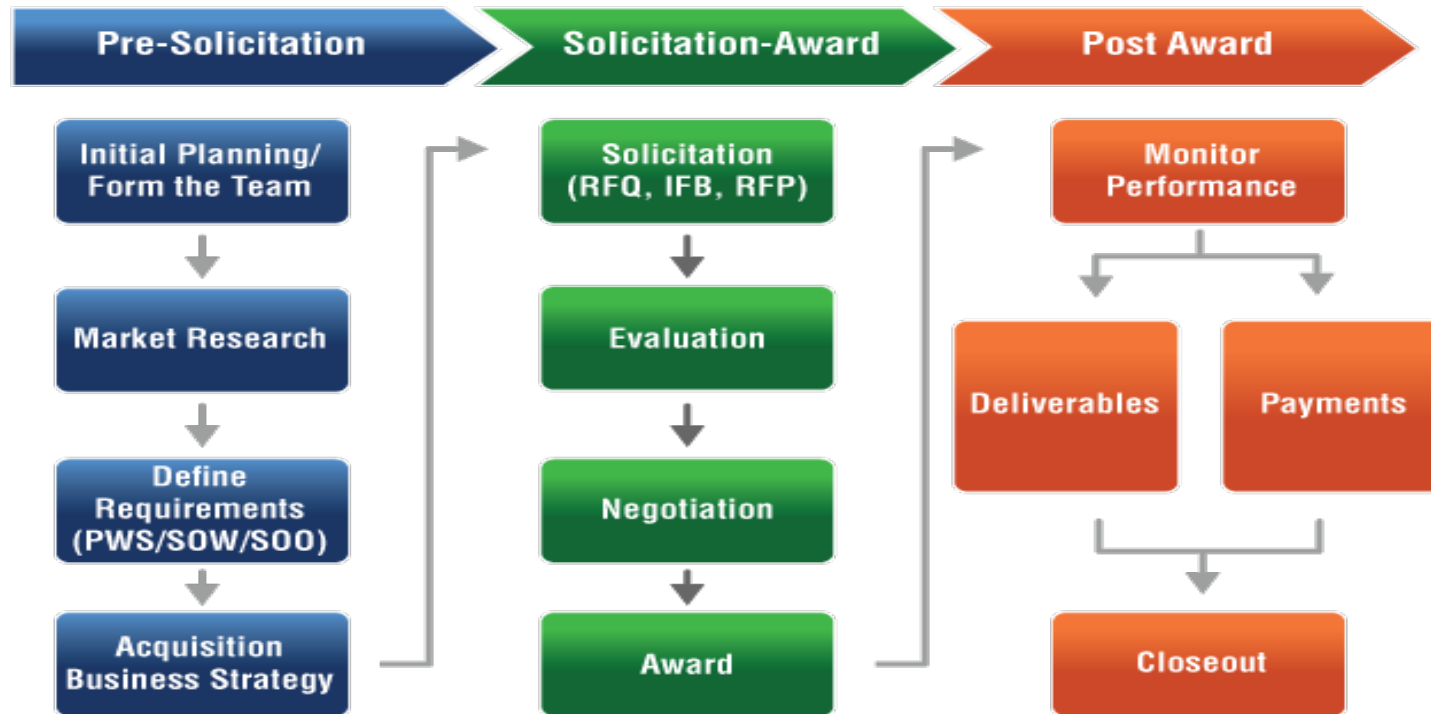 Pre-Solicitation
Solicitation-Award
Post Award
Initial Planning/
Form the Team
Market Research
Define
Requirements
(PWS/SOW/SOO)
Acquisition
Business Strategy
Solicitation
(RFQ, IFB, RFP)
Evaluation
Negotiation
Award
Monitor
Performance
Deliverables
Payments
Closeout